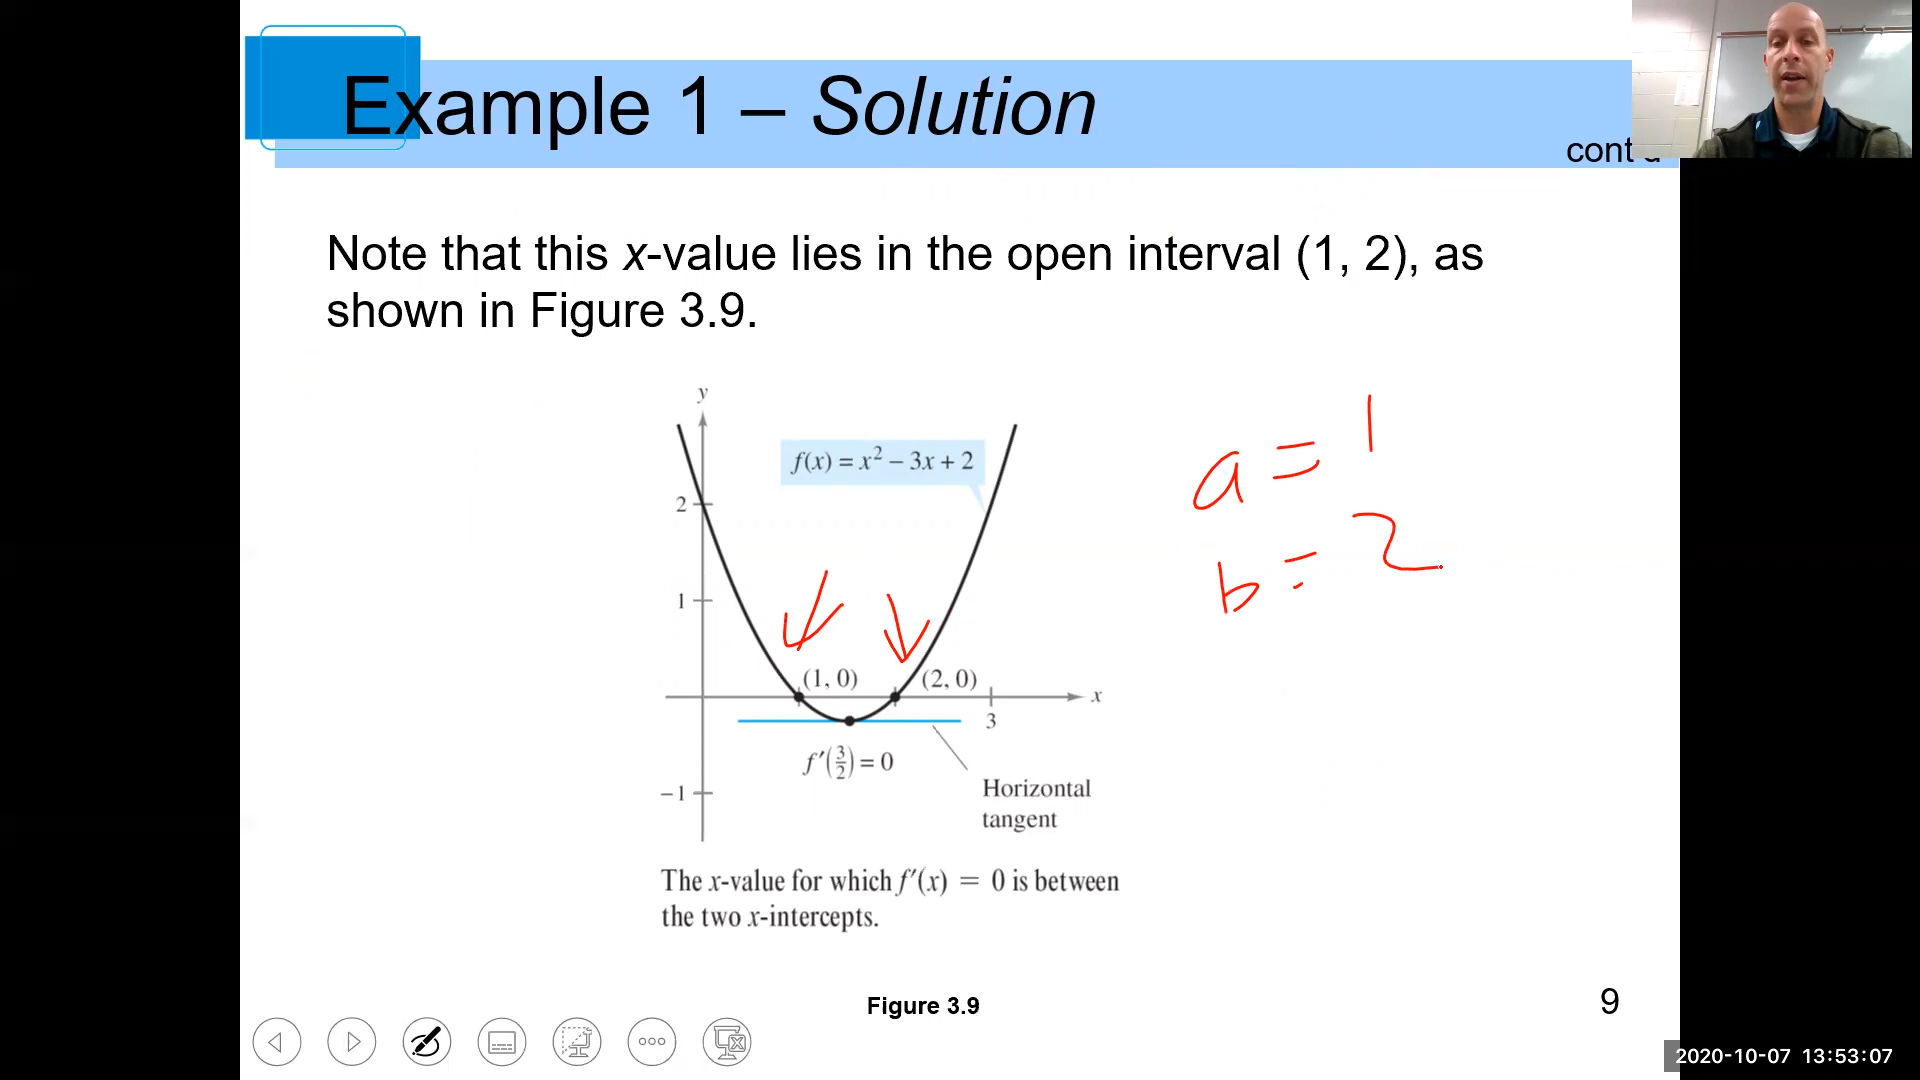 Example 1 – Solution
cont'd
Note that this x-value lies in the open interval (1, 2), as
shown in Figure 3.9.
y
f(x) = x² − 3x + 2
2
1
(1, 0)
(2, 0)
x
3
f′(3/2) = 0
−1
Horizontal
tangent
a = 1
b = 2
The x-value for which f′(x) = 0 is between
the two x-intercepts.
Figure 3.9
9
2020-10-07 13:53:07